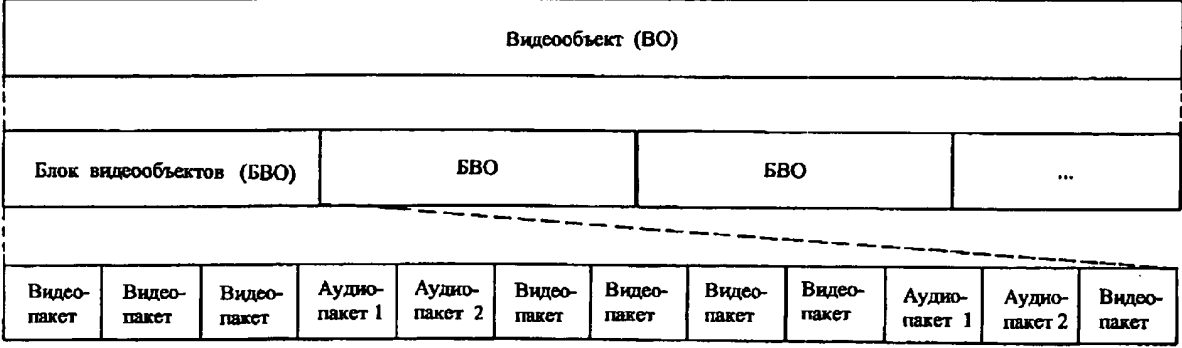 Видеообъект (ВО)
Блок видеообъектов (БВО) БВО БВО ...
Видео- Видео- Видео- Аудио- Аудио- Видео- Видео- Видео- Видео- Аудио- Аудио- Видео-
пакет пакет пакет пакет 1 пакет 2 пакет пакет пакет пакет пакет 1 пакет 2 пакет